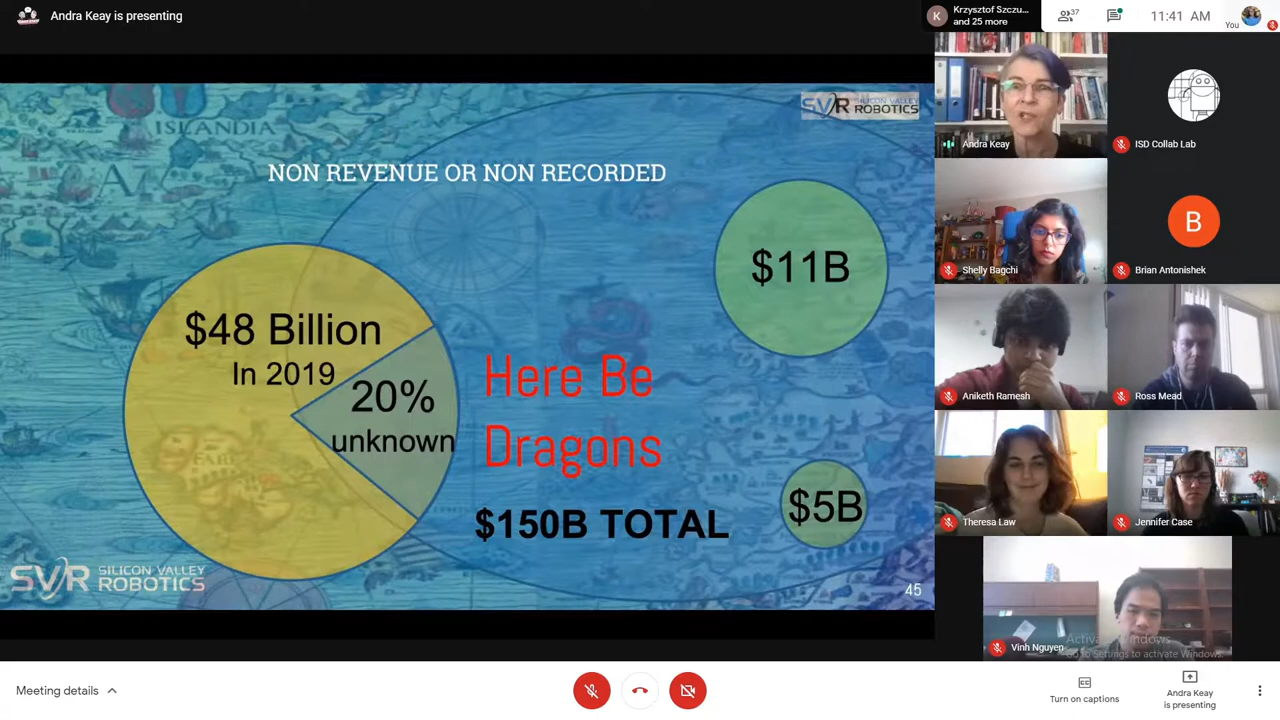 Andra Keay is presenting
Krzysztof Szczu...
and 25 more
K
37
11:41 AM
You
ISLANDIA
SVR SILICON VALLEY
ROBOTICS
NON REVENUE OR NON RECORDED
$11B
$48 Billion
In 2019
20%
unknown
Here Be
Dragons
$150B TOTAL
$5B
SVR SILICON VALLEY
ROBOTICS
45
Andra Keay
ISD Collab Lab
Shelly Bagchi
B
Brian Antonishek
Aniketh Ramesh
Ross Mead
Theresa Law
Jennifer Case
Vinh Nguyen
Activate Windows
Go to Settings to activate Windows.
Meeting details
CC
Turn on captions
Andra Keay
is presenting